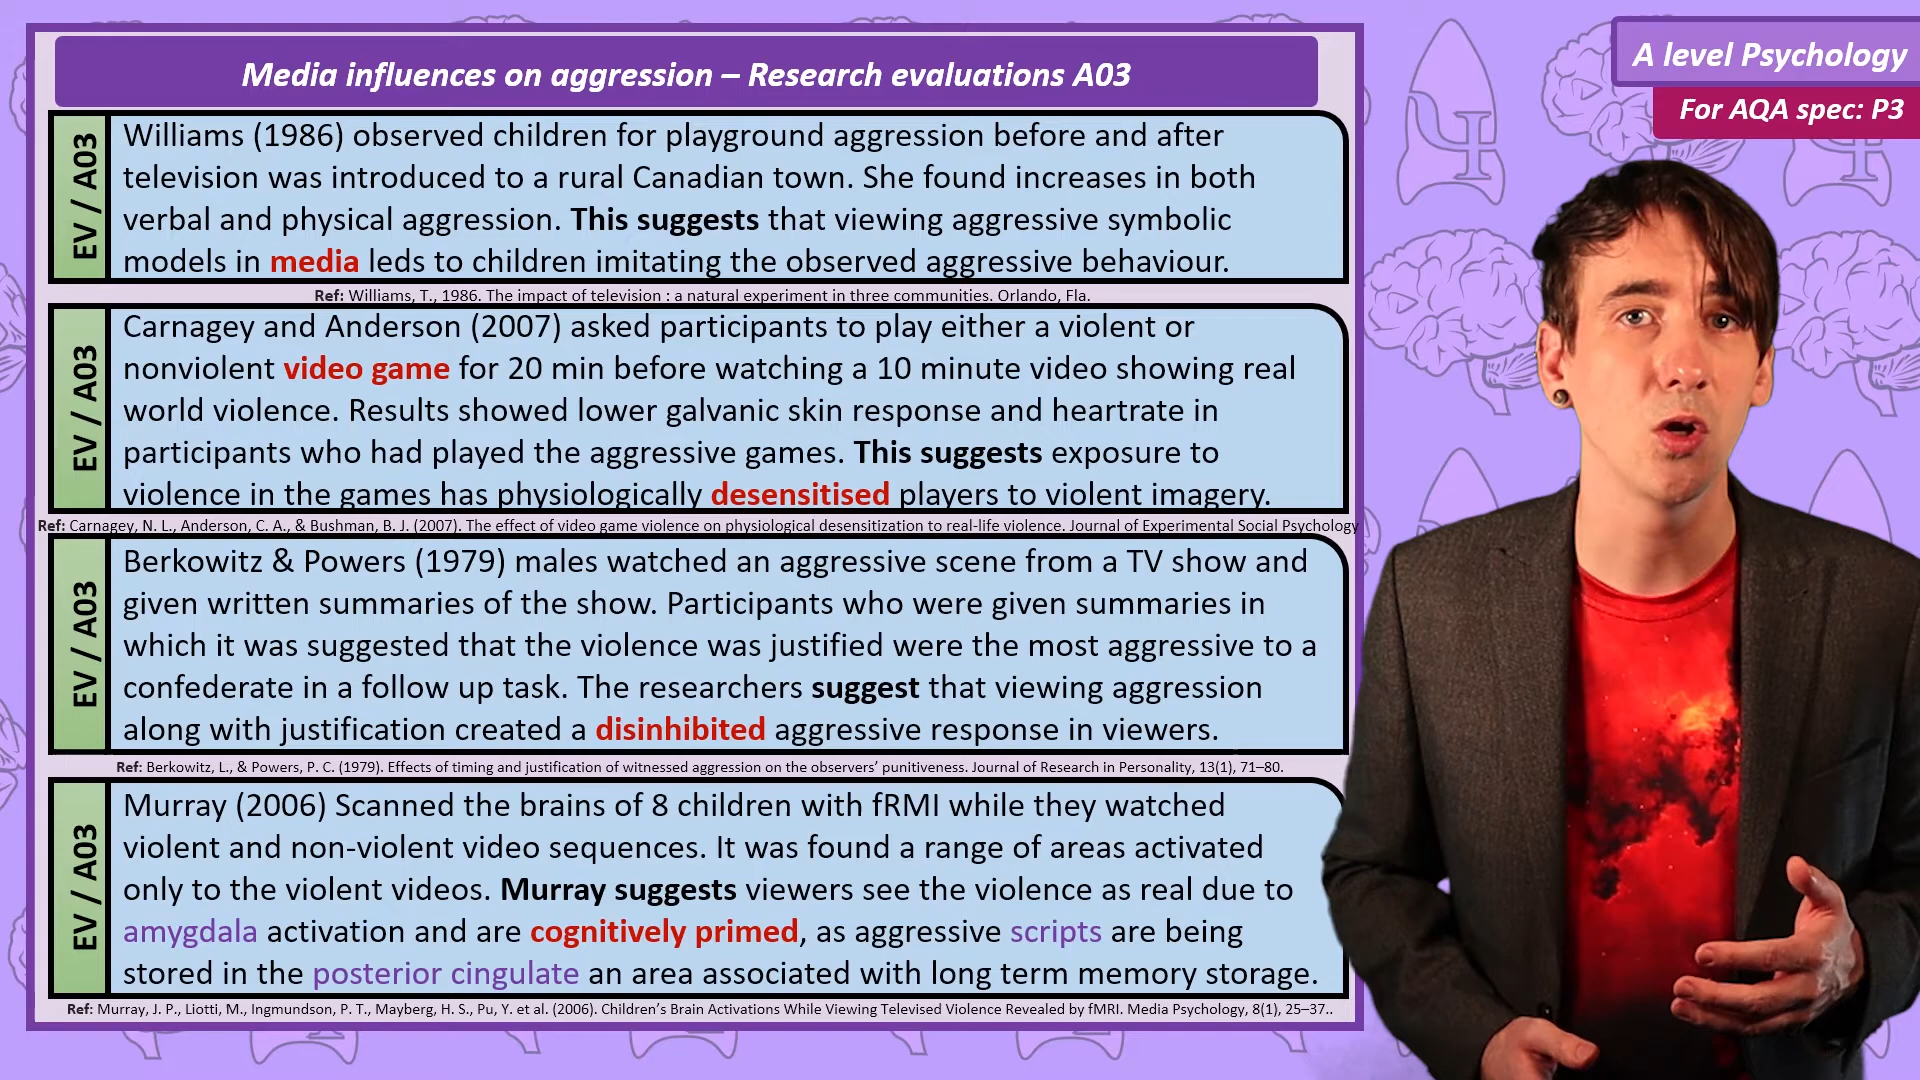 Media influences on aggression – Research evaluations A03
A level Psychology
For AQA spec: P3
EV / A03
Williams (1986) observed children for playground aggression before and after
television was introduced to a rural Canadian town. She found increases in both
verbal and physical aggression. This suggests that viewing aggressive symbolic
models in media leds to children imitating the observed aggressive behaviour.
Ref: Williams, T., 1986. The impact of television : a natural experiment in three communities. Orlando, Fla.
EV / A03
Carnagey and Anderson (2007) asked participants to play either a violent or
nonviolent video game for 20 min before watching a 10 minute video showing real
world violence. Results showed lower galvanic skin response and heartrate in
participants who had played the aggressive games. This suggests exposure to
violence in the games has physiologically desensitised players to violent imagery.
Ref: Carnagey, N. L., Anderson, C. A., & Bushman, B. J. (2007). The effect of video game violence on physiological desensitization to real-life violence. Journal of Experimental Social Psychology
EV / A03
Berkowitz & Powers (1979) males watched an aggressive scene from a TV show and
given written summaries of the show. Participants who were given summaries in
which it was suggested that the violence was justified were the most aggressive to a
confederate in a follow up task. The researchers suggest that viewing aggression
along with justification created a disinhibited aggressive response in viewers.
Ref: Berkowitz, L., & Powers, P. C. (1979). Effects of timing and justification of witnessed aggression on the observers’ punitiveness. Journal of Research in Personality, 13(1), 71–80.
EV / A03
Murray (2006) Scanned the brains of 8 children with fRMI while they watched
violent and non-violent video sequences. It was found a range of areas activated
only to the violent videos. Murray suggests viewers see the violence as real due to
amygdala activation and are cognitively primed, as aggressive scripts are being
stored in the posterior cingulate an area associated with long term memory storage.
Ref: Murray, J. P., Liotti, M., Ingmundson, P. T., Mayberg, H. S., Pu, Y. et al. (2006). Children’s Brain Activations While Viewing Televised Violence Revealed by fMRI. Media Psychology, 8(1), 25–37..